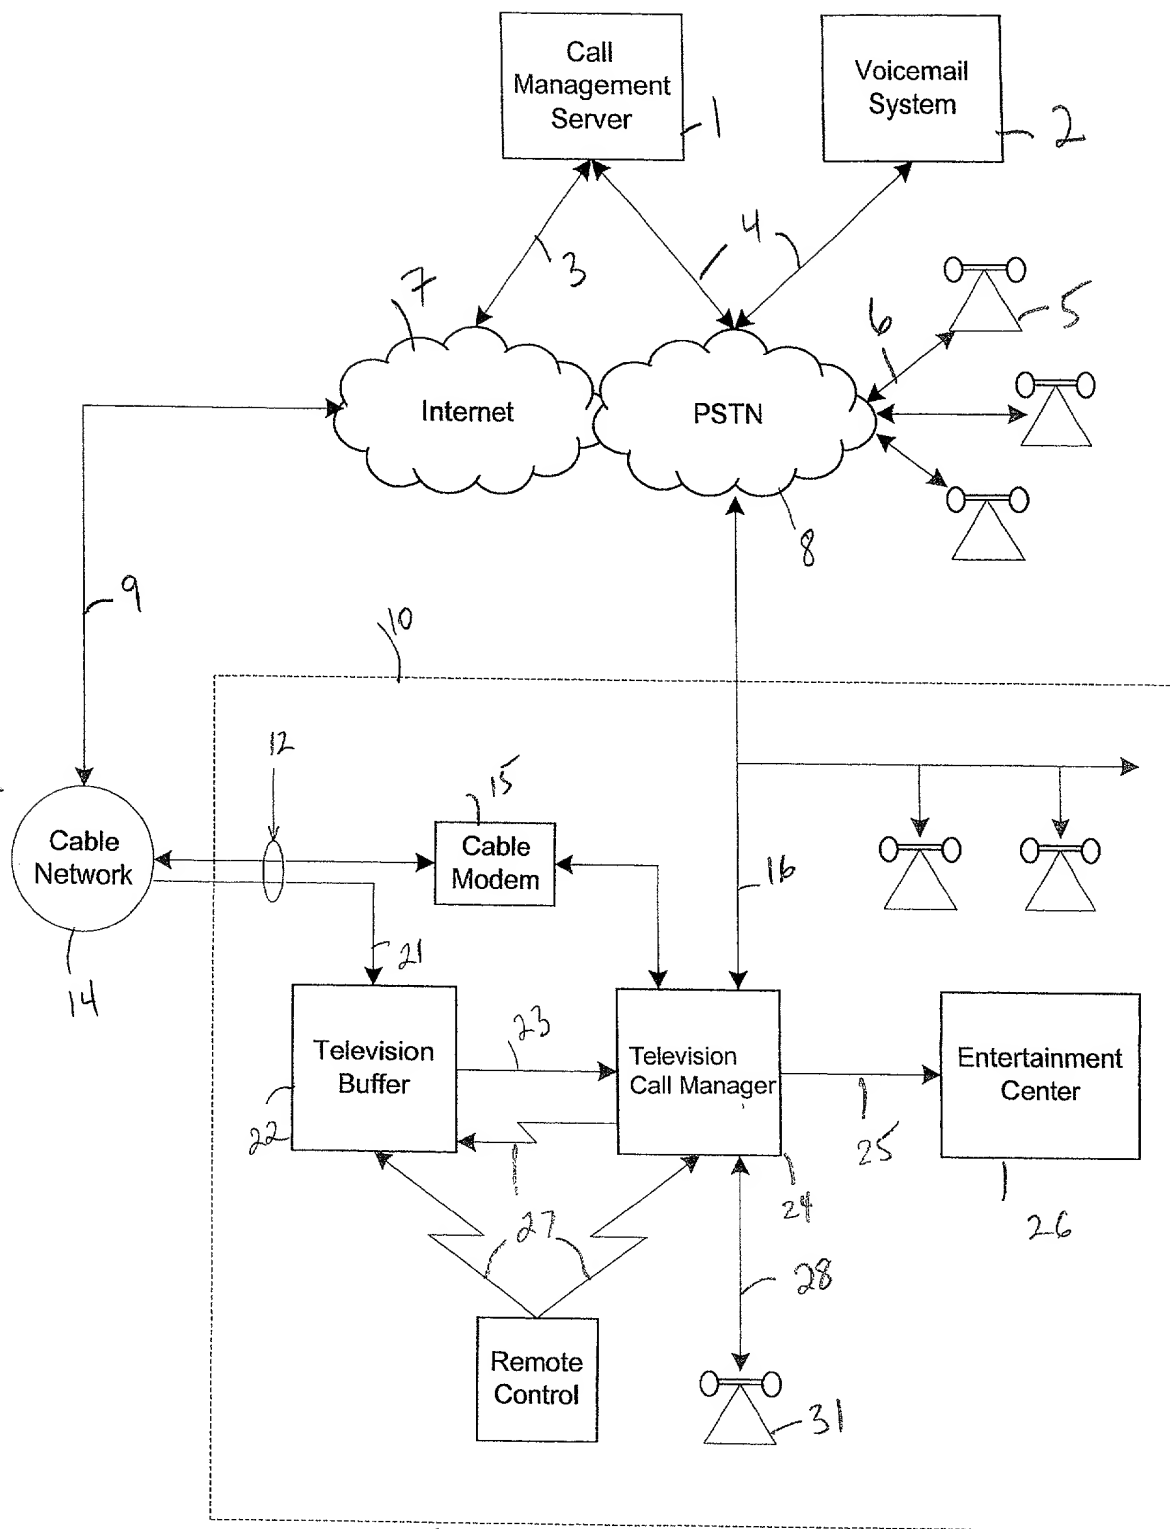 Call
Management
Server
1
Voicemail
System
2
3
4
5
6
7
Internet
PSTN
8
9
10
12
15
Cable
Network
14
Cable
Modem
16
21
Television
Buffer
22
23
Television
Call Manager
24
25
Entertainment
Center
26
27
28
Remote
Control
31